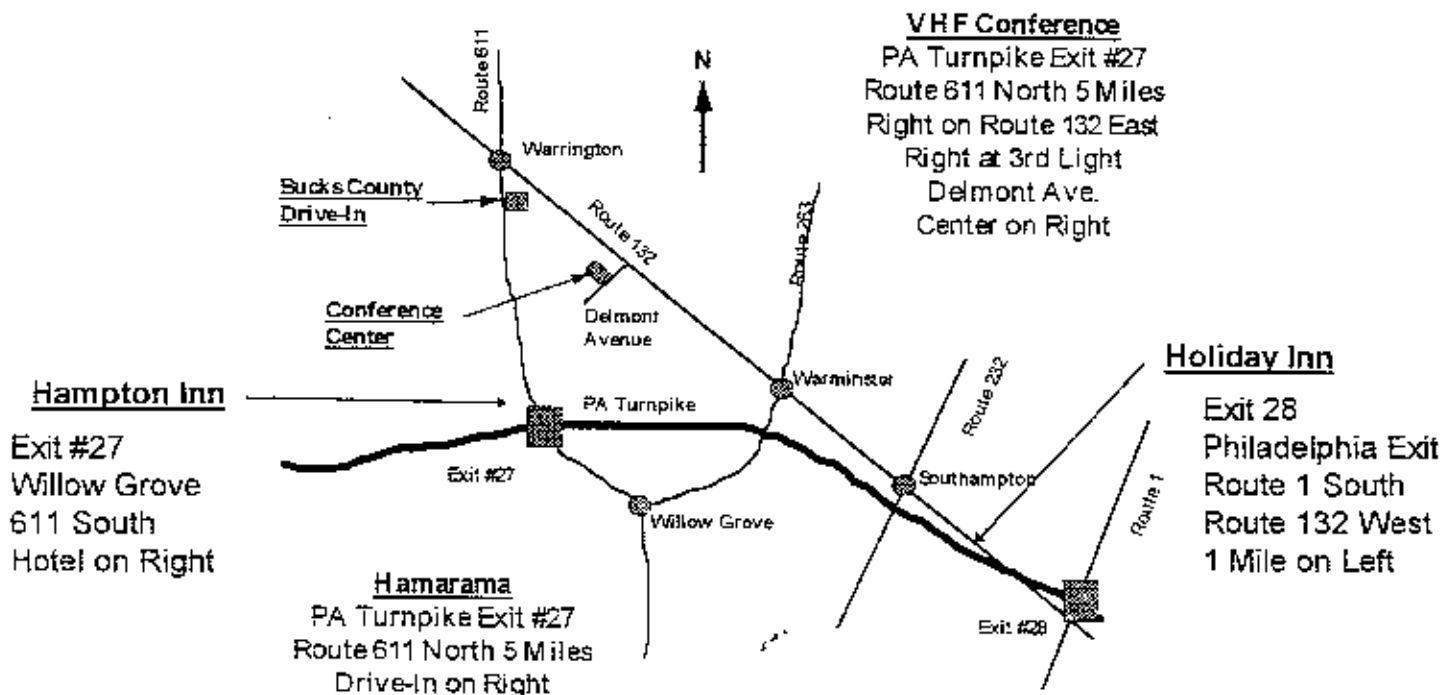 VHF Conference
PA Turnpike Exit #27
Route 611 North 5 Miles
Right on Route 132 East
Right at 3rd Light
Delmont Ave.
Center on Right
N
Route 611
Warrington
Bucks County
Drive-In
Route 132
Route 263
Conference
Center
Delmont
Avenue
Hampton Inn
Exit #27
Willow Grove
611 South
Hotel on Right
PA Turnpike
Exit #27
Warminster
Route 232
Holiday Inn
Exit 28
Philadelphia Exit
Route 1 South
Route 132 West
1 Mile on Left
Southampton
Route 1
Willow Grove
Exit #28
Hamarama
PA Turnpike Exit #27
Route 611 North 5 Miles
Drive-In on Right